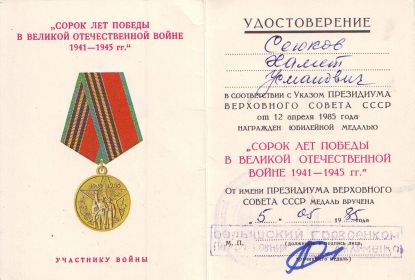 „СОРОК ЛЕТ ПОБЕДЫ
В ВЕЛИКОЙ ОТЕЧЕСТВЕННОЙ ВОЙНЕ
1941—1945 гг."
УЧАСТНИКУ ВОЙНЫ
УДОСТОВЕРЕНИЕ
Сеюков
Хамет
Усманович
В СООТВЕТСТВИИ С УКАЗОМ ПРЕЗИДИУМА
ВЕРХОВНОГО СОВЕТА СССР
от 12 апреля 1985 года
НАГРАЖДЕН ЮБИЛЕЙНОЙ МЕДАЛЬЮ
„СОРОК ЛЕТ ПОБЕДЫ
В ВЕЛИКОЙ ОТЕЧЕСТВЕННОЙ
ВОЙНЕ 1941—1945 гг."
От имени ПРЕЗИДИУМА ВЕРХОВНОГО
СОВЕТА СССР МЕДАЛЬ ВРУЧЕНА
„5" 05 1985 года
М. П.